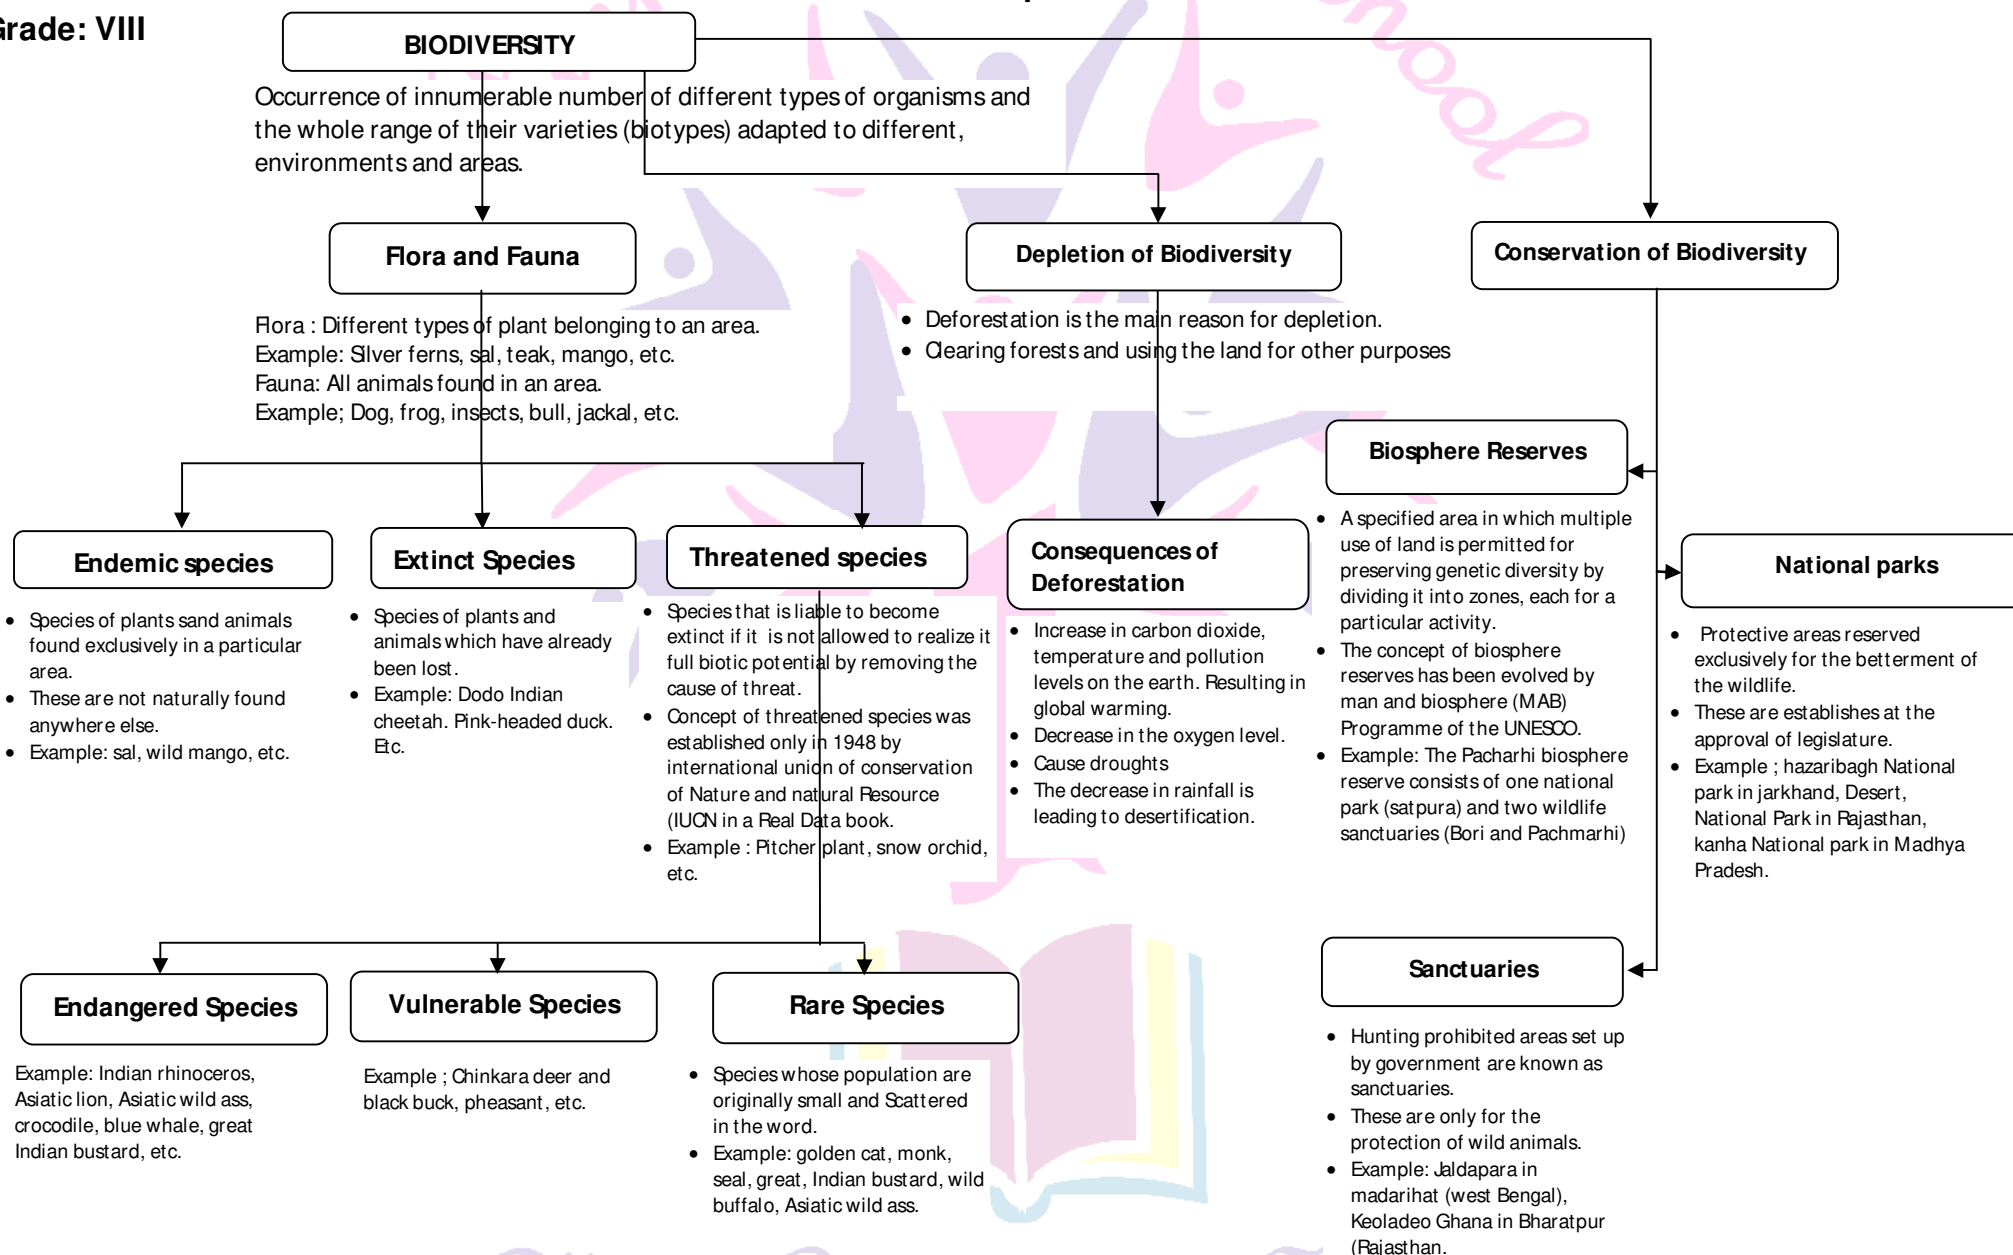 Grade: VIII
BIODIVERSITY
Occurrence of innumerable number of different types of organisms and
the whole range of their varieties (biotypes) adapted to different,
environments and areas.
Flora and Fauna
Flora : Different types of plant belonging to an area.
Example: Silver ferns, sal, teak, mango, etc.
Fauna: All animals found in an area.
Example; Dog, frog, insects, bull, jackal, etc.
Depletion of Biodiversity
• Deforestation is the main reason for depletion.
• Clearing forests and using the land for other purposes
Conservation of Biodiversity
Endemic species
• Species of plants sand animals
found exclusively in a particular
area.
• These are not naturally found
anywhere else.
• Example: sal, wild mango, etc.
Extinct Species
• Species of plants and
animals which have already
been lost.
• Example: Dodo Indian
cheetah. Pink-headed duck.
Etc.
Threatened species
• Species that is liable to become
extinct if it is not allowed to realize it
full biotic potential by removing the
cause of threat.
• Concept of threatened species was
established only in 1948 by
international union of conservation
of Nature and natural Resource
(IUCN in a Real Data book.
• Example : Pitcher plant, snow orchid,
etc.
Consequences of
Deforestation
• Increase in carbon dioxide,
temperature and pollution
levels on the earth. Resulting in
global warming.
• Decrease in the oxygen level.
• Cause droughts
• The decrease in rainfall is
leading to desertification.
Biosphere Reserves
• A specified area in which multiple
use of land is permitted for
preserving genetic diversity by
dividing it into zones, each for a
particular activity.
• The concept of biosphere
reserves has been evolved by
man and biosphere (MAB)
Programme of the UNESCO.
• Example: The Pacharhi biosphere
reserve consists of one national
park (satpura) and two wildlife
sanctuaries (Bori and Pachmarhi)
National parks
• Protective areas reserved
exclusively for the betterment of
the wildlife.
• These are establishes at the
approval of legislature.
• Example ; hazaribagh National
park in jarkhand, Desert,
National Park in Rajasthan,
kanha National park in Madhya
Pradesh.
Endangered Species
Example: Indian rhinoceros,
Asiatic lion, Asiatic wild ass,
crocodile, blue whale, great
Indian bustard, etc.
Vulnerable Species
Example ; Chinkara deer and
black buck, pheasant, etc.
Rare Species
• Species whose population are
originally small and Scattered
in the word.
• Example: golden cat, monk,
seal, great, Indian bustard, wild
buffalo, Asiatic wild ass.
Sanctuaries
• Hunting prohibited areas set up
by government are known as
sanctuaries.
• These are only for the
protection of wild animals.
• Example: Jaldapara in
madarihat (west Bengal),
Keoladeo Ghana in Bharatpur
(Rajasthan.